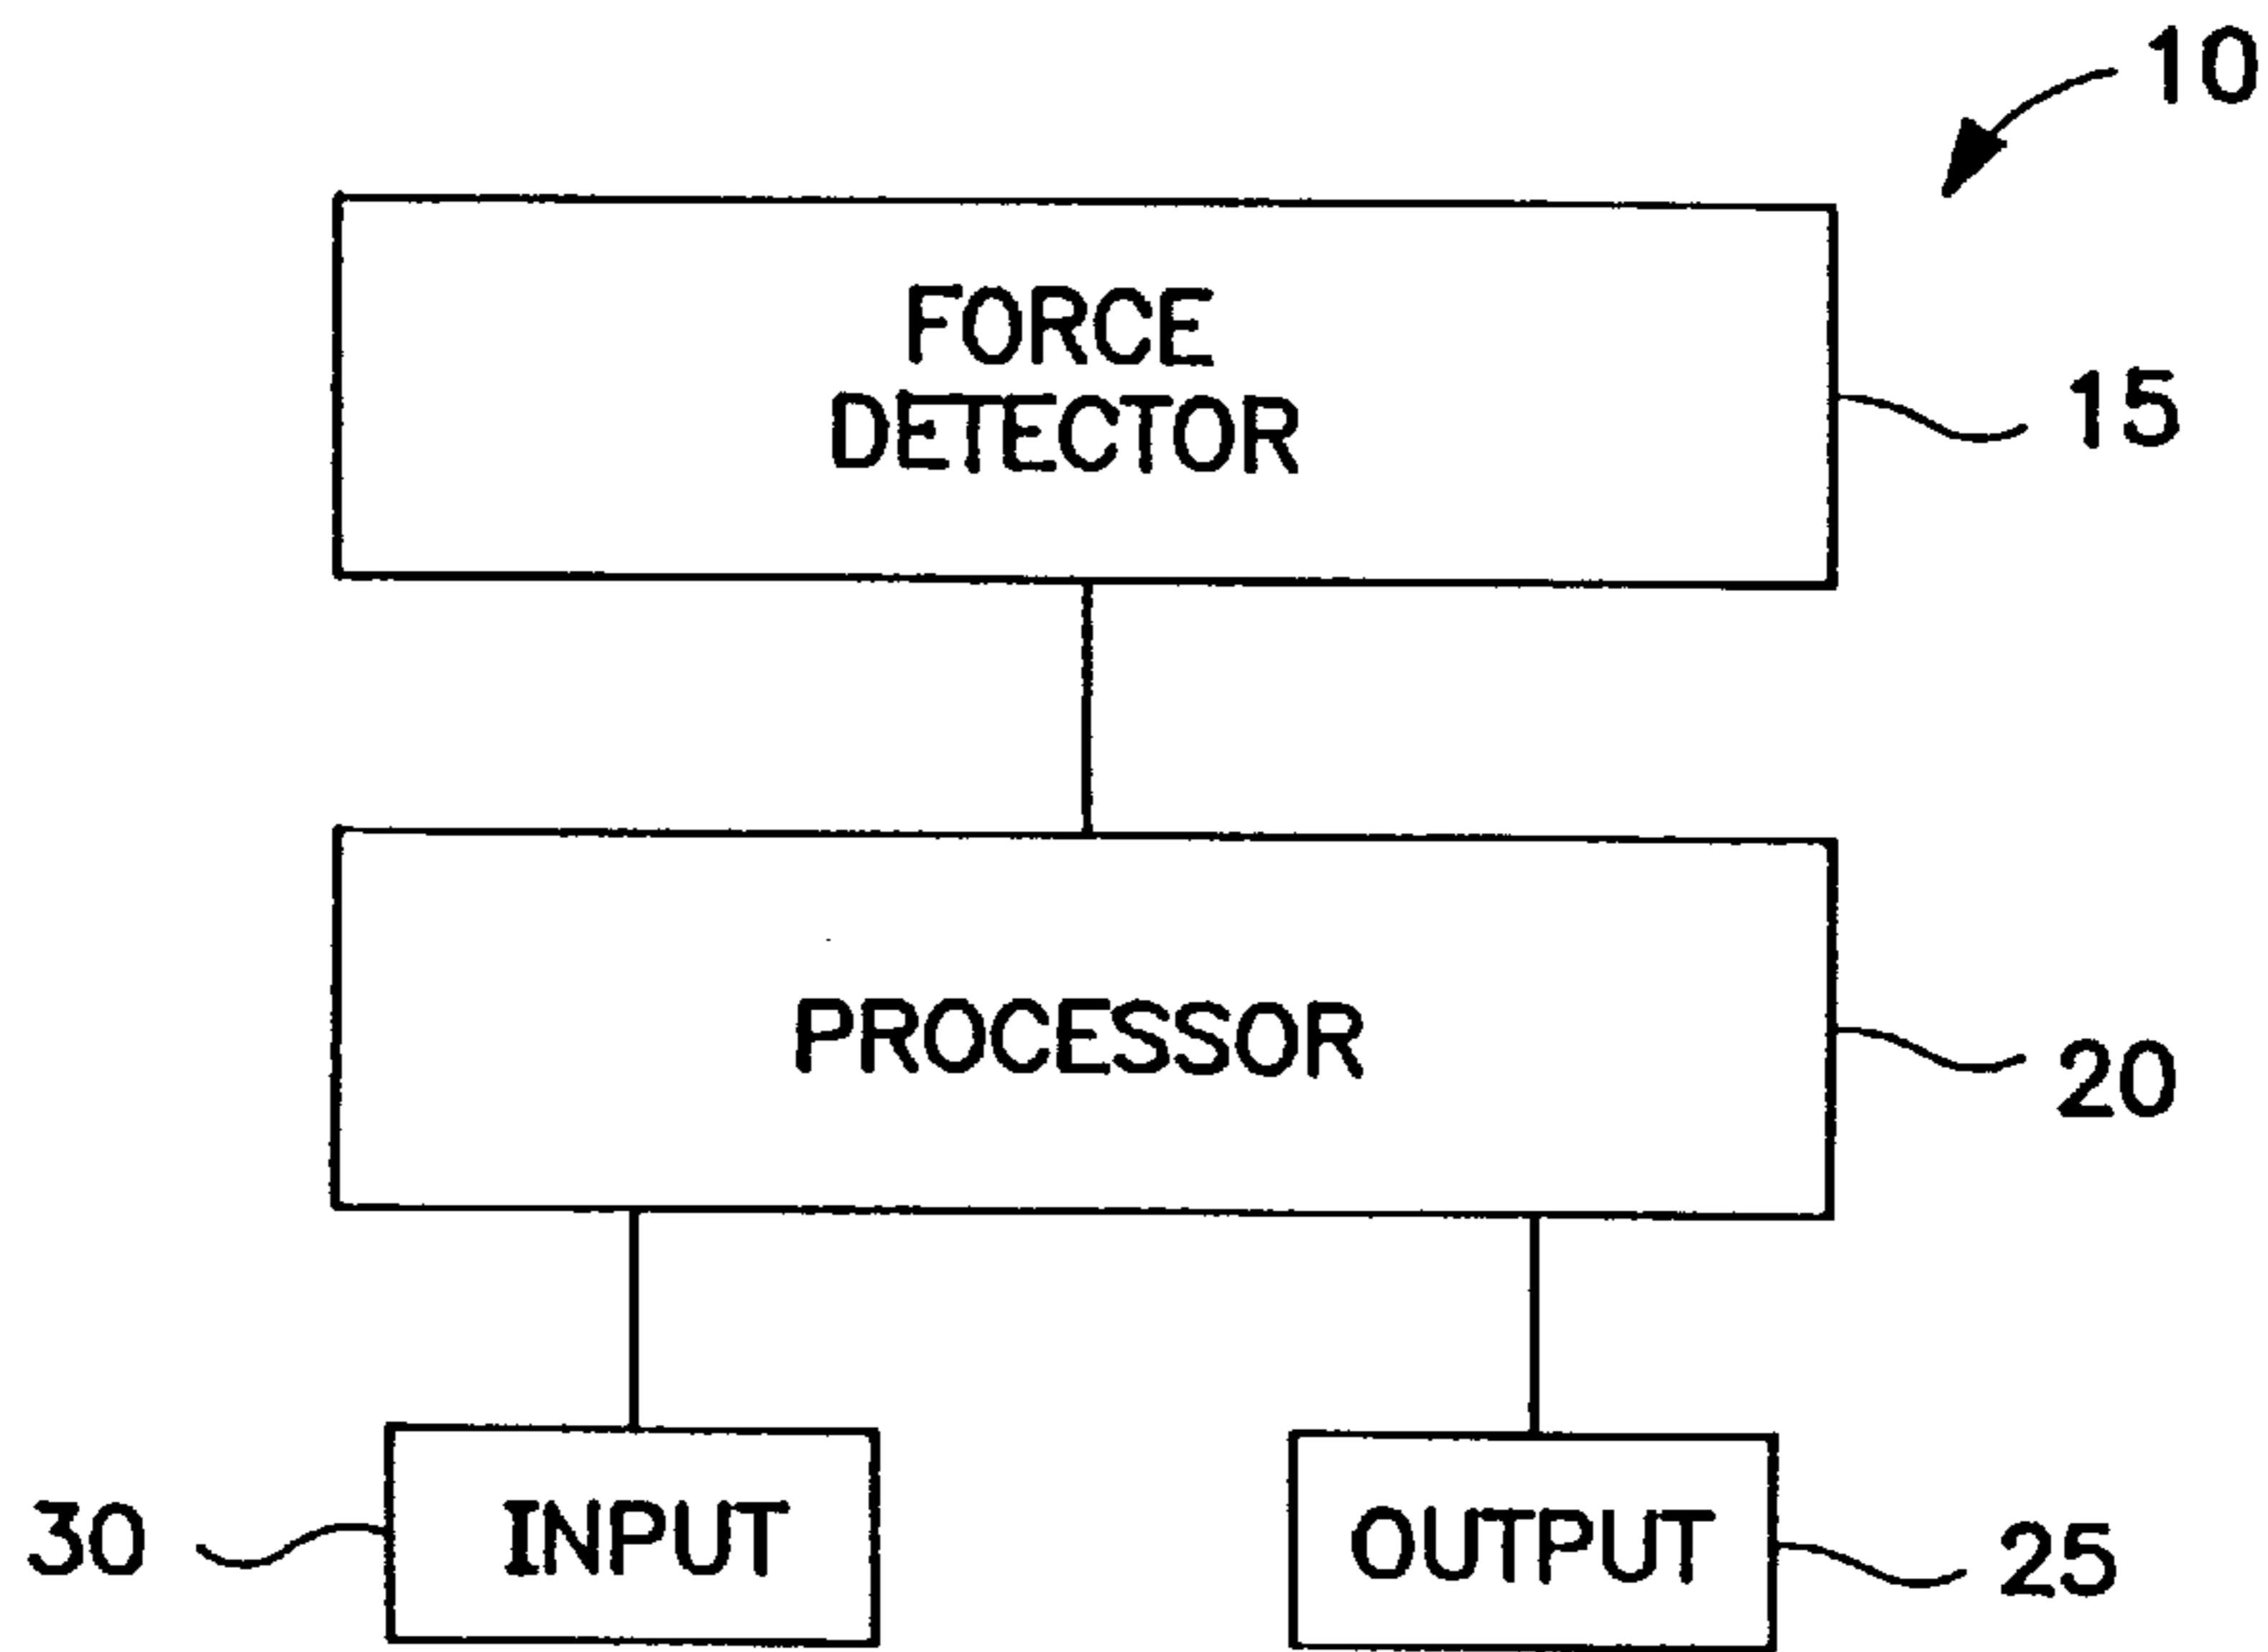 10
FORCE
DETECTOR
15
PROCESSOR
20
30
INPUT
OUTPUT
25